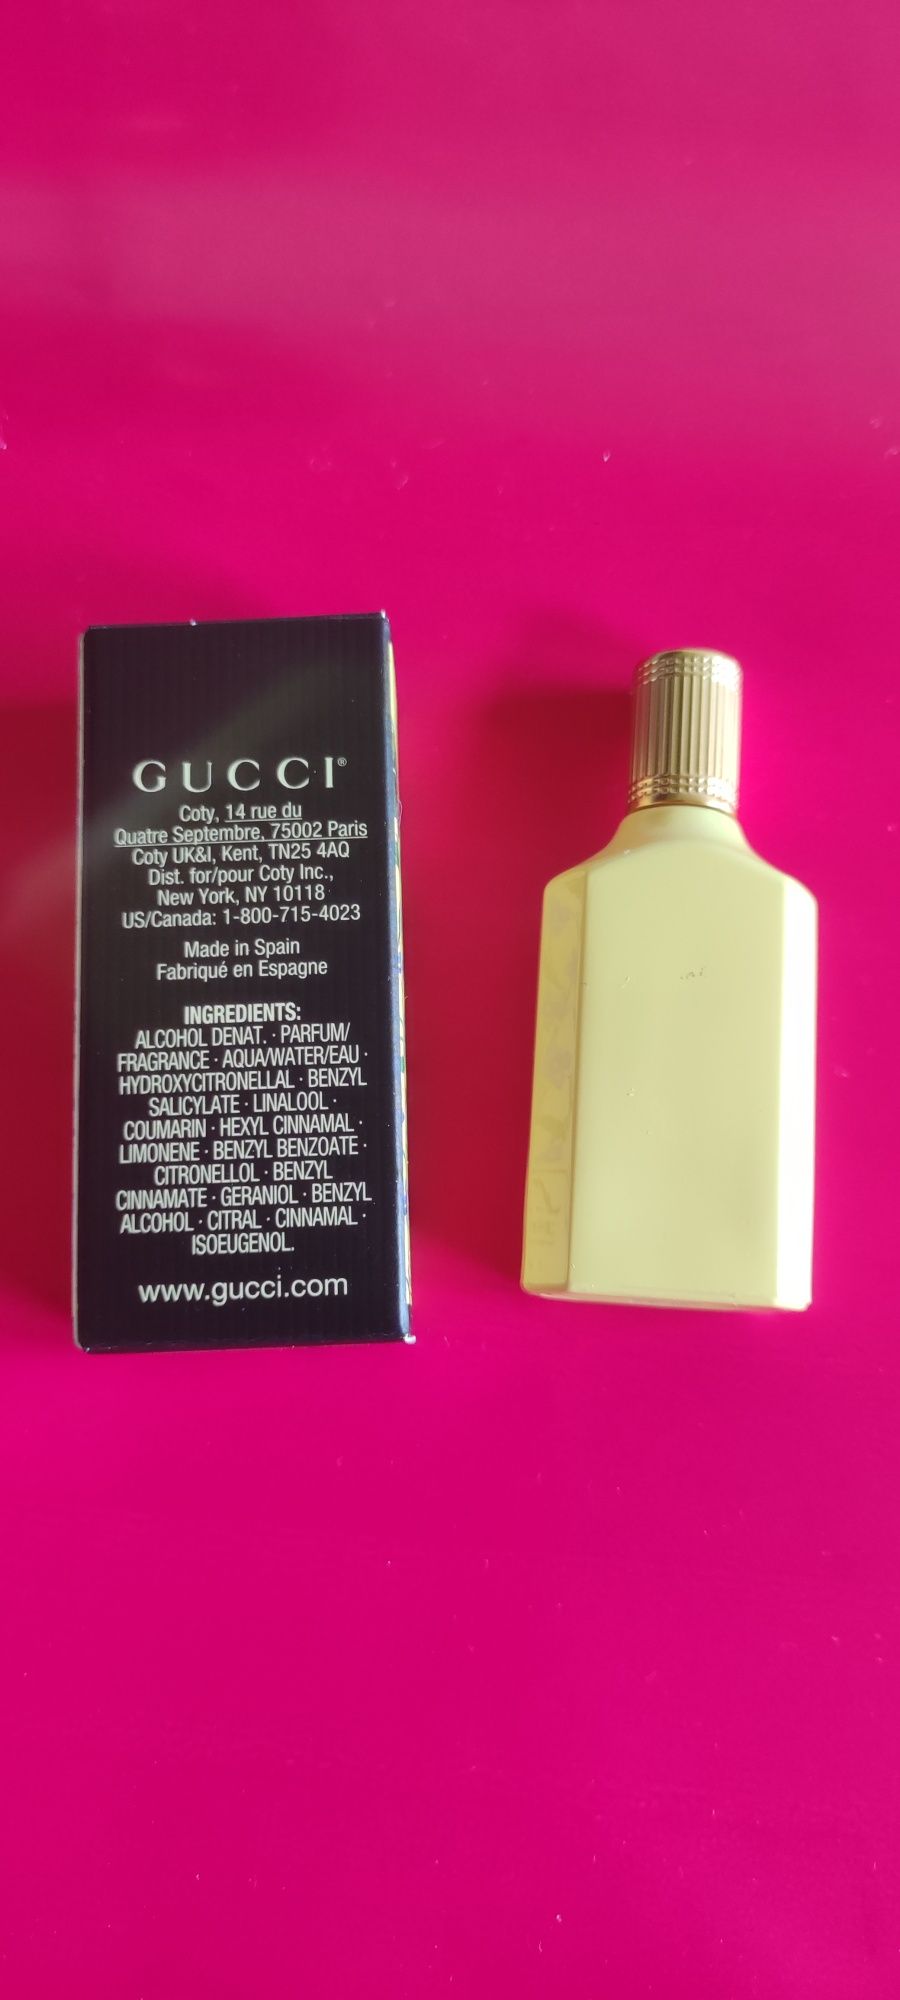 GUCCI®
Coty, 14 rue du
Quatre Septembre, 75002 Paris
Coty UK&I, Kent, TN25 4AQ
Dist. for/pour Coty Inc.,
New York, NY 10118
US/Canada: 1-800-715-4023
Made in Spain
Fabriqué en Espagne
INGREDIENTS:
ALCOHOL DENAT. · PARFUM/
FRAGRANCE · AQUA/WATER/EAU ·
HYDROXYCITRONELLAL · BENZYL
SALICYLATE · LINALOOL ·
COUMARIN · HEXYL CINNAMAL ·
LIMONENE · BENZYL BENZOATE ·
CITRONELLOL · BENZYL
CINNAMATE · GERANIOL · BENZYL
ALCOHOL · CITRAL · CINNAMAL ·
ISOEUGENOL.
www.gucci.com